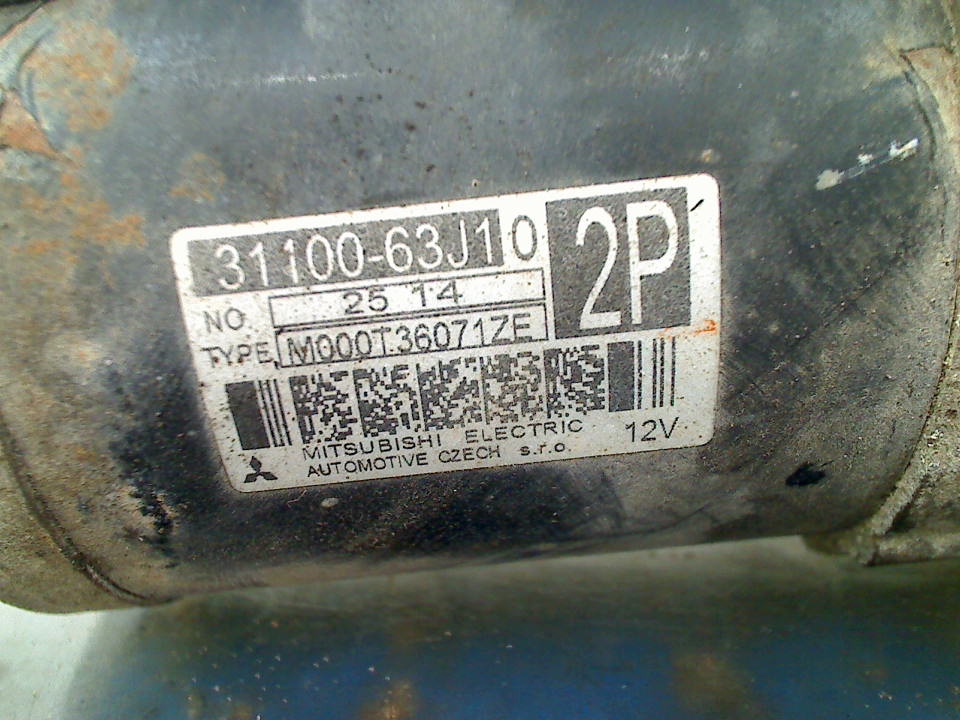 31100-63J10
2P
NO. 25 14
TYPE M000T36071ZE
MITSUBISHI ELECTRIC
AUTOMOTIVE CZECH s.r.o.
12V